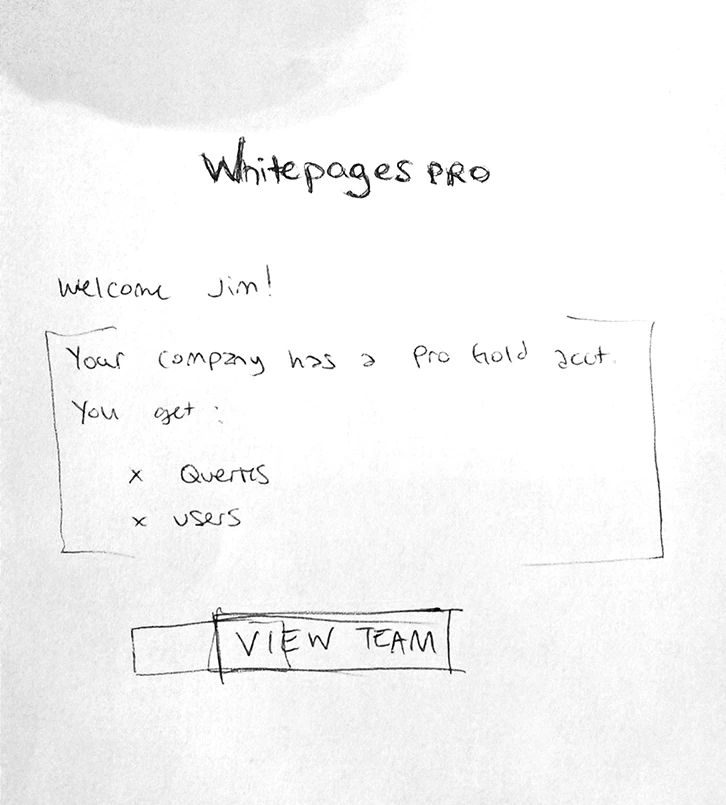 Whitepages PRO
Welcome Jim!
Your company has a Pro Gold acct.
You get:
x Queries
x users
VIEW TEAM